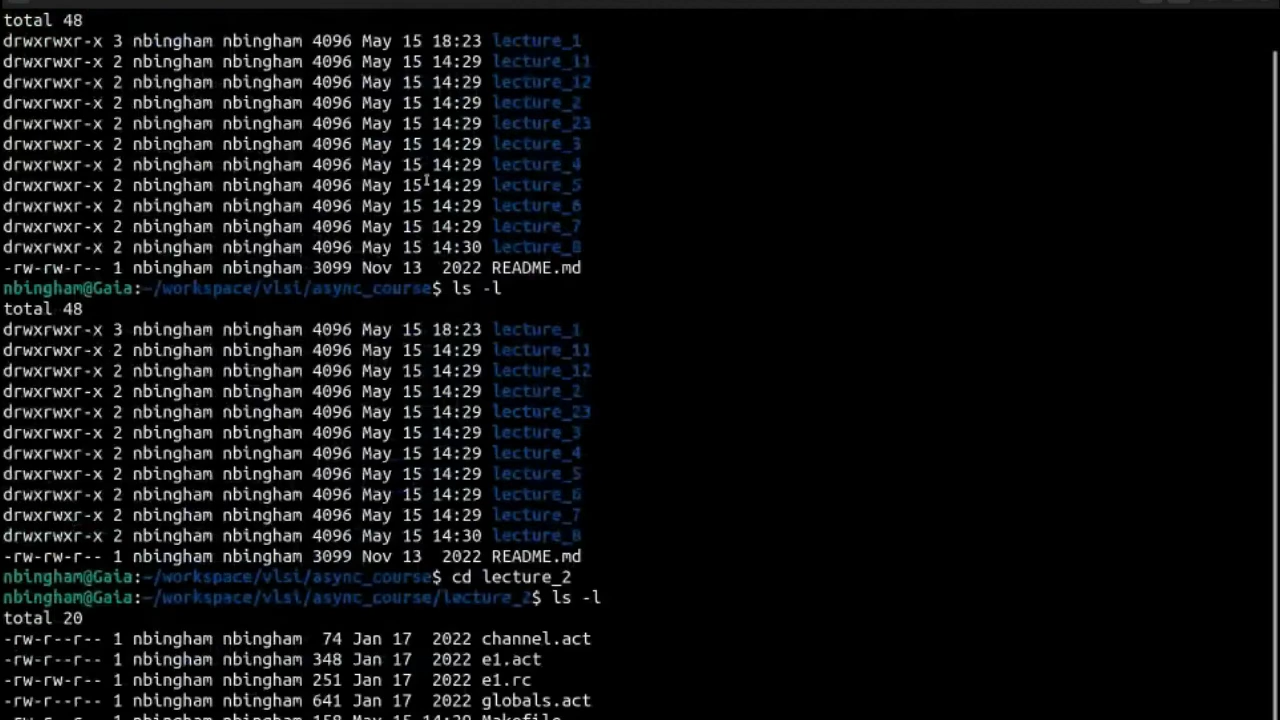 total 48
drwxrwxr-x 3 nbingham nbingham 4096 May 15 18:23 lecture_1
drwxrwxr-x 2 nbingham nbingham 4096 May 15 14:29 lecture_11
drwxrwxr-x 2 nbingham nbingham 4096 May 15 14:29 lecture_12
drwxrwxr-x 2 nbingham nbingham 4096 May 15 14:29 lecture_2
drwxrwxr-x 2 nbingham nbingham 4096 May 15 14:29 lecture_23
drwxrwxr-x 2 nbingham nbingham 4096 May 15 14:29 lecture_3
drwxrwxr-x 2 nbingham nbingham 4096 May 15 14:29 lecture_4
drwxrwxr-x 2 nbingham nbingham 4096 May 15 14:29 lecture_5
drwxrwxr-x 2 nbingham nbingham 4096 May 15 14:29 lecture_6
drwxrwxr-x 2 nbingham nbingham 4096 May 15 14:29 lecture_7
drwxrwxr-x 2 nbingham nbingham 4096 May 15 14:30 lecture_8
-rw-rw-r-- 1 nbingham nbingham 3099 Nov 13  2022 README.md
nbingham@Gaia:~/workspace/vlsi/async_course$ ls -l
total 48
drwxrwxr-x 3 nbingham nbingham 4096 May 15 18:23 lecture_1
drwxrwxr-x 2 nbingham nbingham 4096 May 15 14:29 lecture_11
drwxrwxr-x 2 nbingham nbingham 4096 May 15 14:29 lecture_12
drwxrwxr-x 2 nbingham nbingham 4096 May 15 14:29 lecture_2
drwxrwxr-x 2 nbingham nbingham 4096 May 15 14:29 lecture_23
drwxrwxr-x 2 nbingham nbingham 4096 May 15 14:29 lecture_3
drwxrwxr-x 2 nbingham nbingham 4096 May 15 14:29 lecture_4
drwxrwxr-x 2 nbingham nbingham 4096 May 15 14:29 lecture_5
drwxrwxr-x 2 nbingham nbingham 4096 May 15 14:29 lecture_6
drwxrwxr-x 2 nbingham nbingham 4096 May 15 14:29 lecture_7
drwxrwxr-x 2 nbingham nbingham 4096 May 15 14:30 lecture_8
-rw-rw-r-- 1 nbingham nbingham 3099 Nov 13  2022 README.md
nbingham@Gaia:~/workspace/vlsi/async_course$ cd lecture_2
nbingham@Gaia:~/workspace/vlsi/async_course/lecture_2$ ls -l
total 20
-rw-r--r-- 1 nbingham nbingham  74 Jan 17  2022 channel.act
-rw-r--r-- 1 nbingham nbingham 348 Jan 17  2022 e1.act
-rw-r--r-- 1 nbingham nbingham 251 Jan 17  2022 e1.rc
-rw-r--r-- 1 nbingham nbingham 641 Jan 17  2022 globals.act
-rw-rw-r-- 1 nbingham nbingham 158 May 15 14:29 Makefile